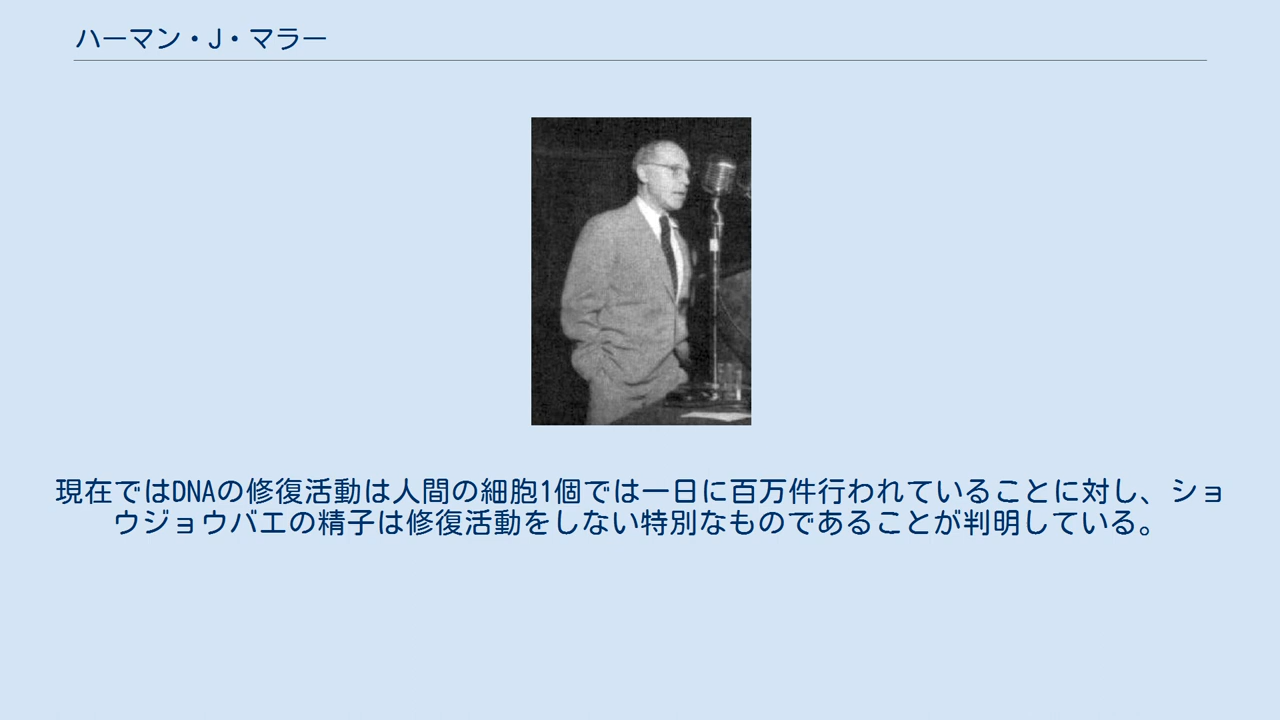 ハーマン・J・マラー
現在ではDNAの修復活動は人間の細胞1個では一日に百万件行われていることに対し、ショ
ウジョウバエの精子は修復活動をしない特別なものであることが判明している。